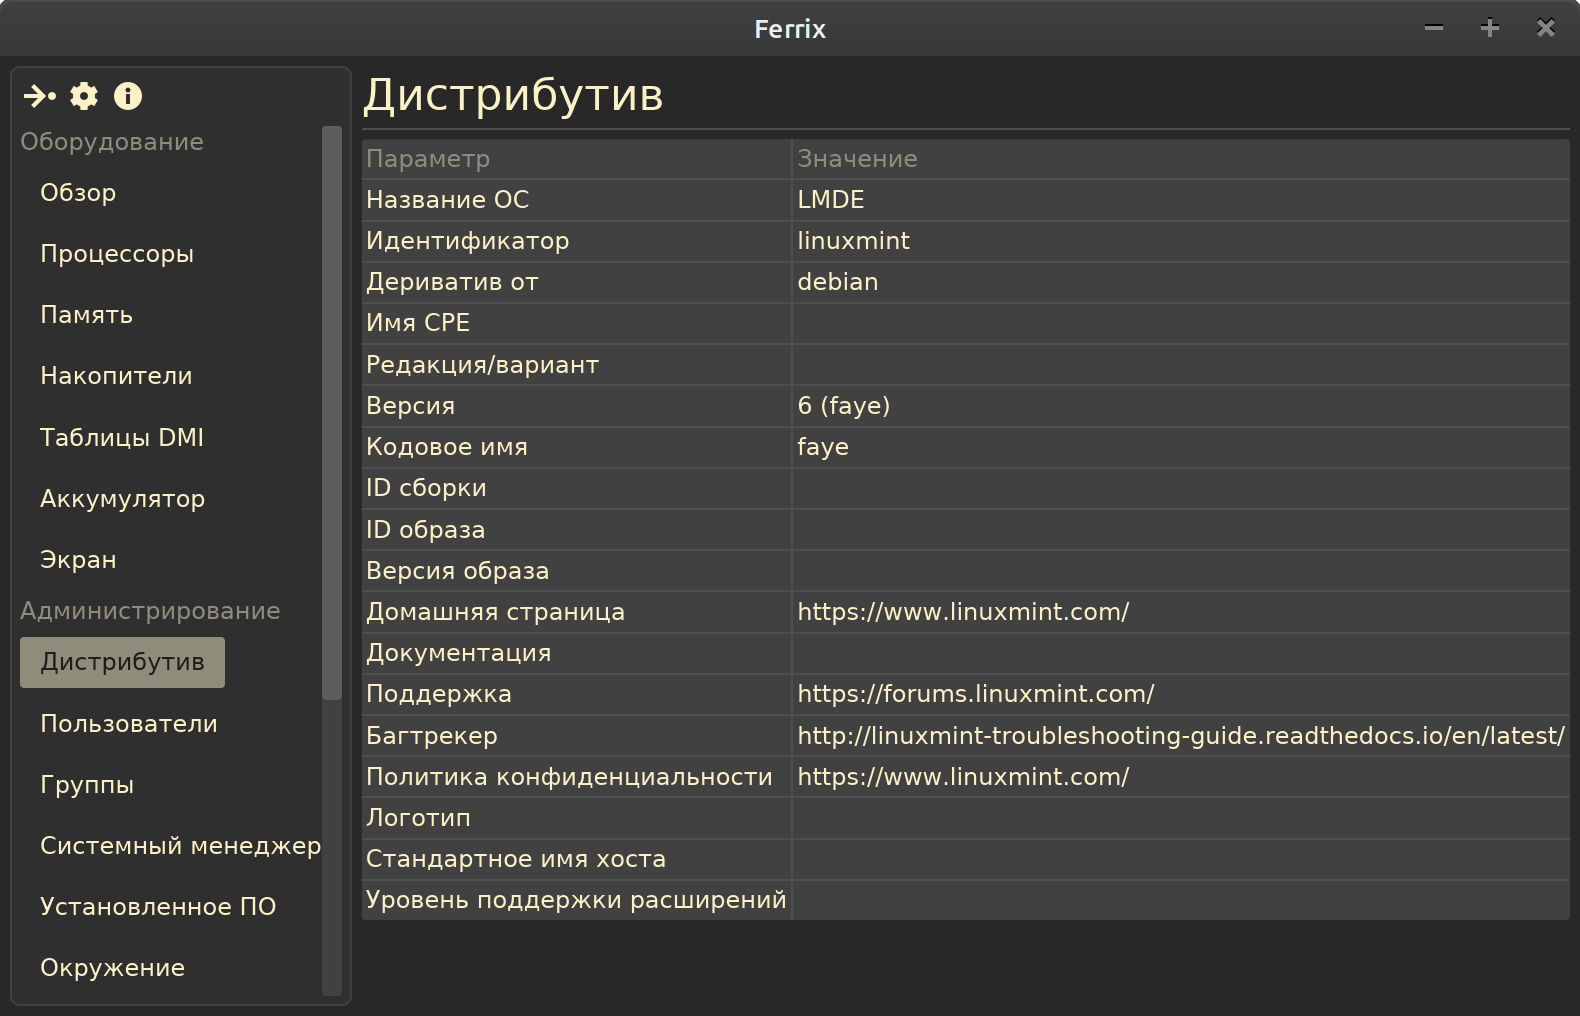 Ferrix
Оборудование
Обзор
Процессоры
Память
Накопители
Таблицы DMI
Аккумулятор
Экран
Администрирование
Дистрибутив
Пользователи
Группы
Системный менеджер
Установленное ПО
Окружение
Дистрибутив
Параметр Значение
Название ОС LMDE
Идентификатор linuxmint
Дериватив от debian
Имя CPE
Редакция/вариант
Версия 6 (faye)
Кодовое имя faye
ID сборки
ID образа
Версия образа
Домашняя страница https://www.linuxmint.com/
Документация
Поддержка https://forums.linuxmint.com/
Багтрекер http://linuxmint-troubleshooting-guide.readthedocs.io/en/latest/
Политика конфиденциальности https://www.linuxmint.com/
Логотип
Стандартное имя хоста
Уровень поддержки расширений